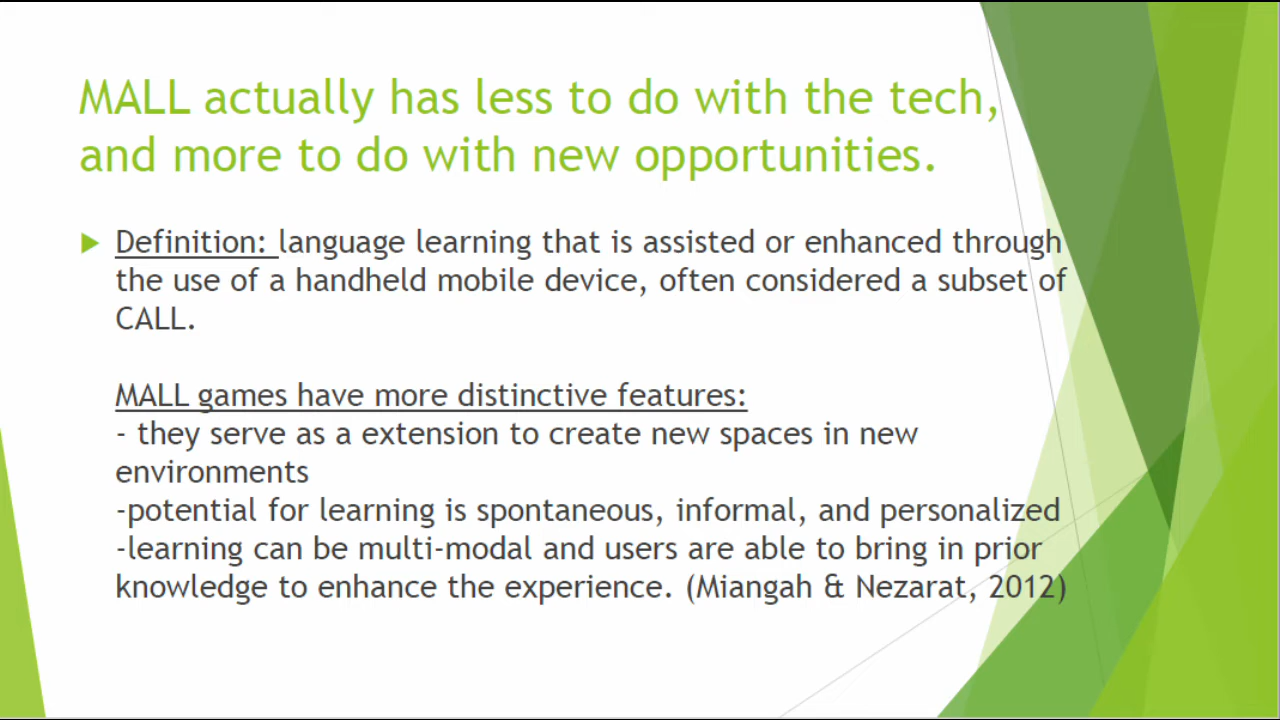 MALL actually has less to do with the tech,
and more to do with new opportunities.
Definition: language learning that is assisted or enhanced through
the use of a handheld mobile device, often considered a subset of
CALL.
MALL games have more distinctive features:
- they serve as a extension to create new spaces in new
environments
-potential for learning is spontaneous, informal, and personalized
-learning can be multi-modal and users are able to bring in prior
knowledge to enhance the experience. (Miangah & Nezarat, 2012)